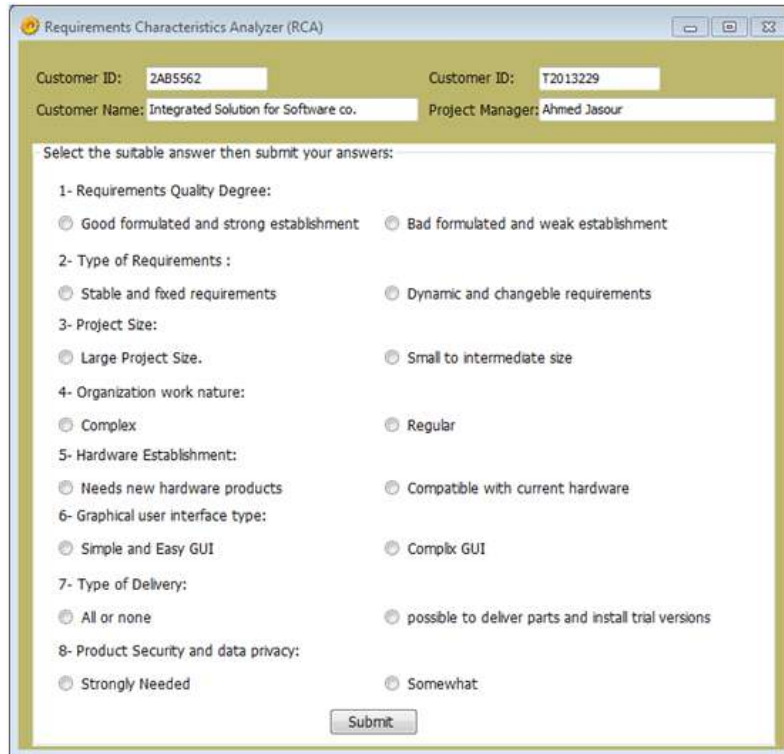 Requirements Characteristics Analyzer (RCA)
Customer ID: 2AB5562 Customer ID: T2013229
Customer Name: Integrated Solution for Software co. Project Manager: Ahmed Jasour
Select the suitable answer then submit your answers:
1- Requirements Quality Degree:
Good formulated and strong establishment Bad formulated and weak establishment
2- Type of Requirements :
Stable and fixed requirements Dynamic and changeble requirements
3- Project Size:
Large Project Size. Small to intermediate size
4- Organization work nature:
Complex Regular
5- Hardware Establishment:
Needs new hardware products Compatible with current hardware
6- Graphical user interface type:
Simple and Easy GUI Complix GUI
7- Type of Delivery:
All or none possible to deliver parts and install trial versions
8- Product Security and data privacy:
Strongly Needed Somewhat
Submit